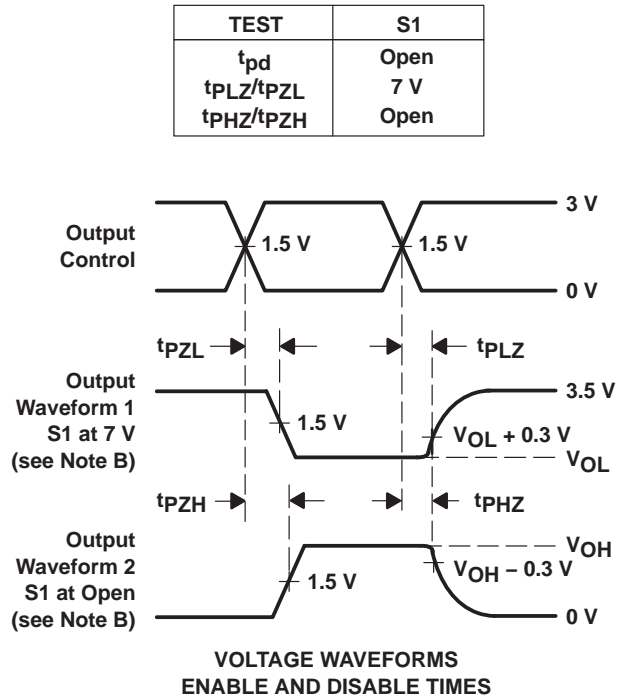 TEST S1
tpd Open
tPLZ/tPZL 7 V
tPHZ/tPZH Open
3 V
Output
Control
1.5 V 1.5 V
0 V
tPZL tPLZ
Output
Waveform 1
S1 at 7 V
(see Note B)
3.5 V
1.5 V
VOL + 0.3 V
VOL
tPZH tPHZ
Output
Waveform 2
S1 at Open
(see Note B)
VOH
VOH – 0.3 V
1.5 V
0 V
VOLTAGE WAVEFORMS
ENABLE AND DISABLE TIMES